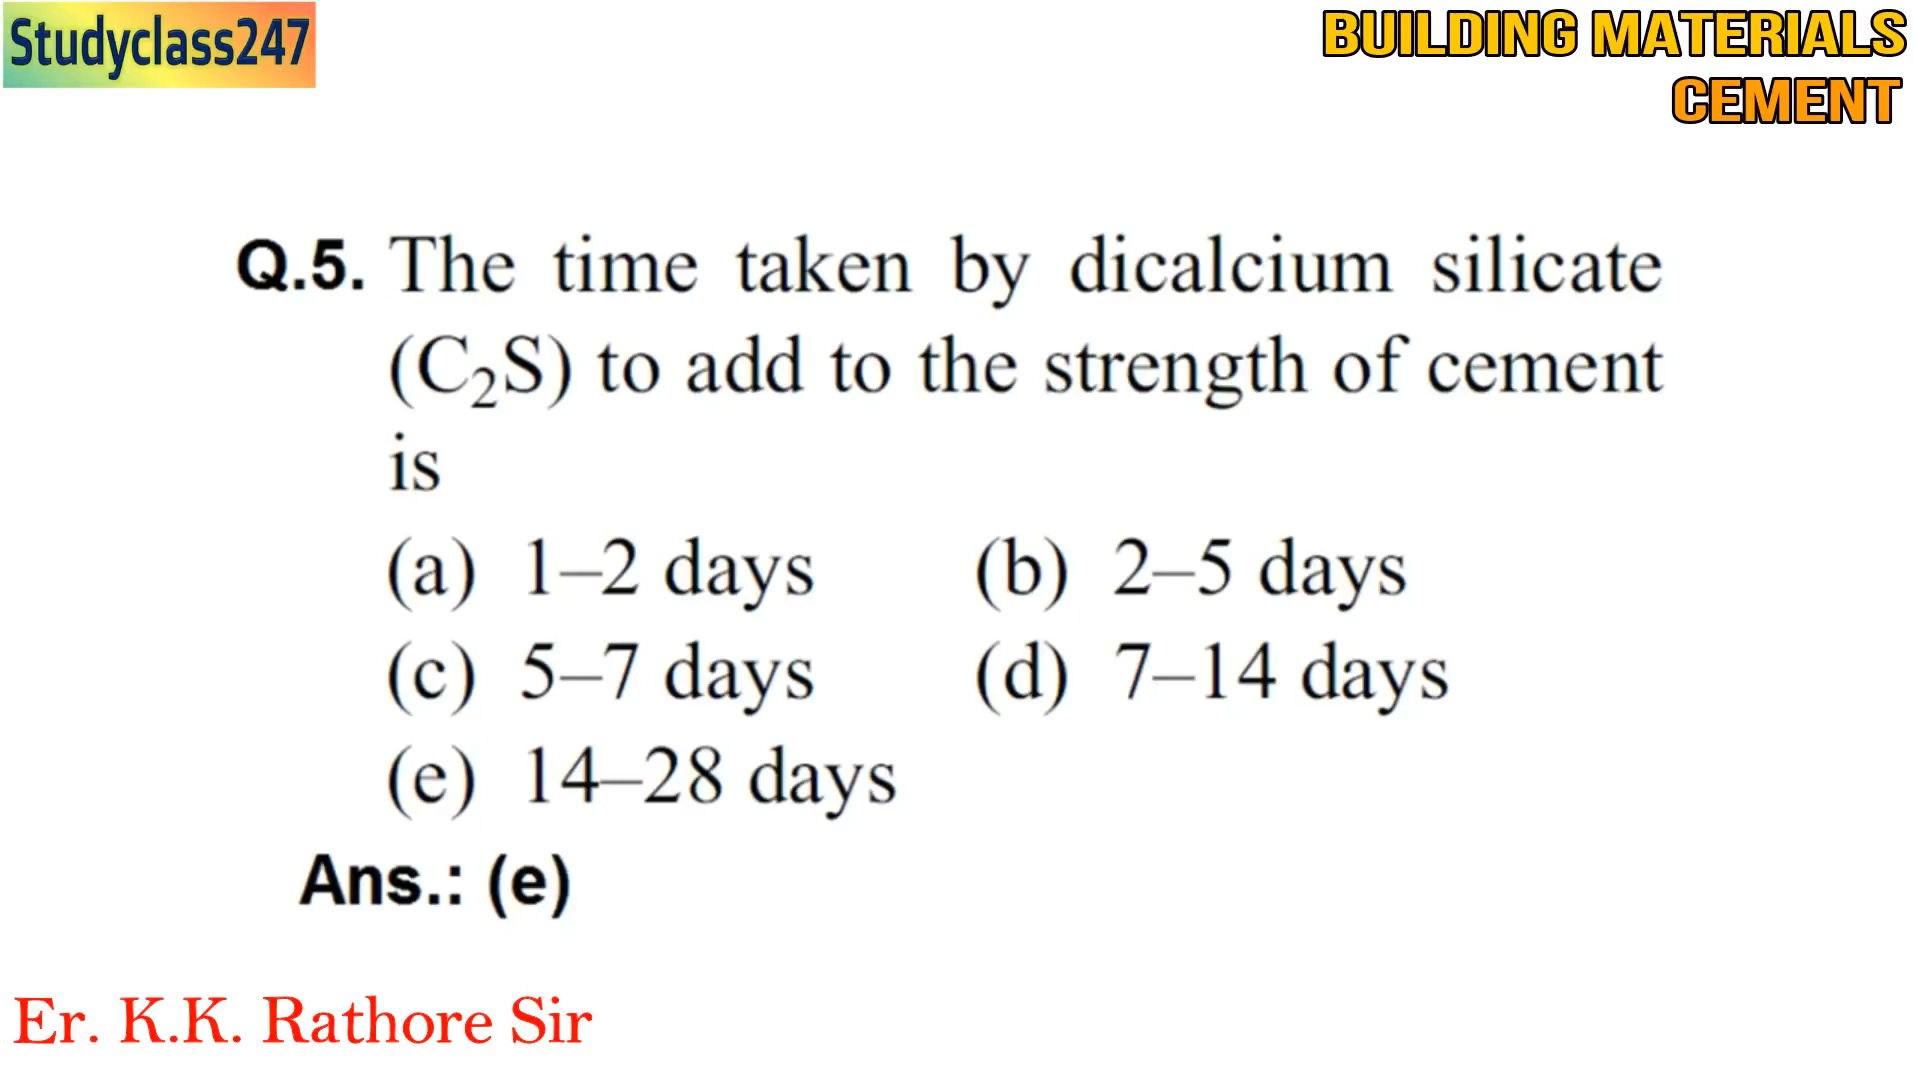 Studyclass247
BUILDING MATERIALS
CEMENT
Q.5. The time taken by dicalcium silicate
(C₂S) to add to the strength of cement
is
(a) 1–2 days (b) 2–5 days
(c) 5–7 days (d) 7–14 days
(e) 14–28 days
Ans.: (e)
Er. K.K. Rathore Sir